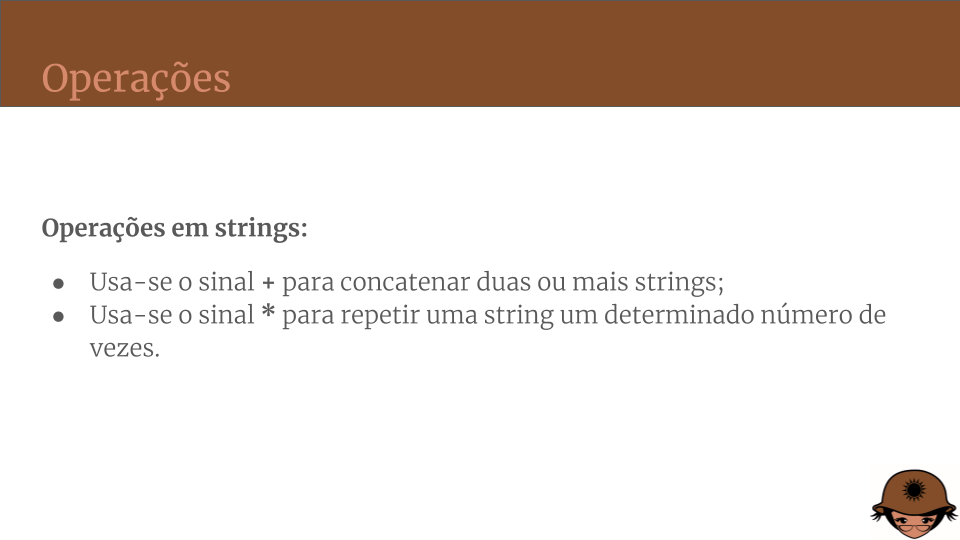 Operações
Operações em strings:
● Usa-se o sinal + para concatenar duas ou mais strings;
● Usa-se o sinal * para repetir uma string um determinado número de
vezes.